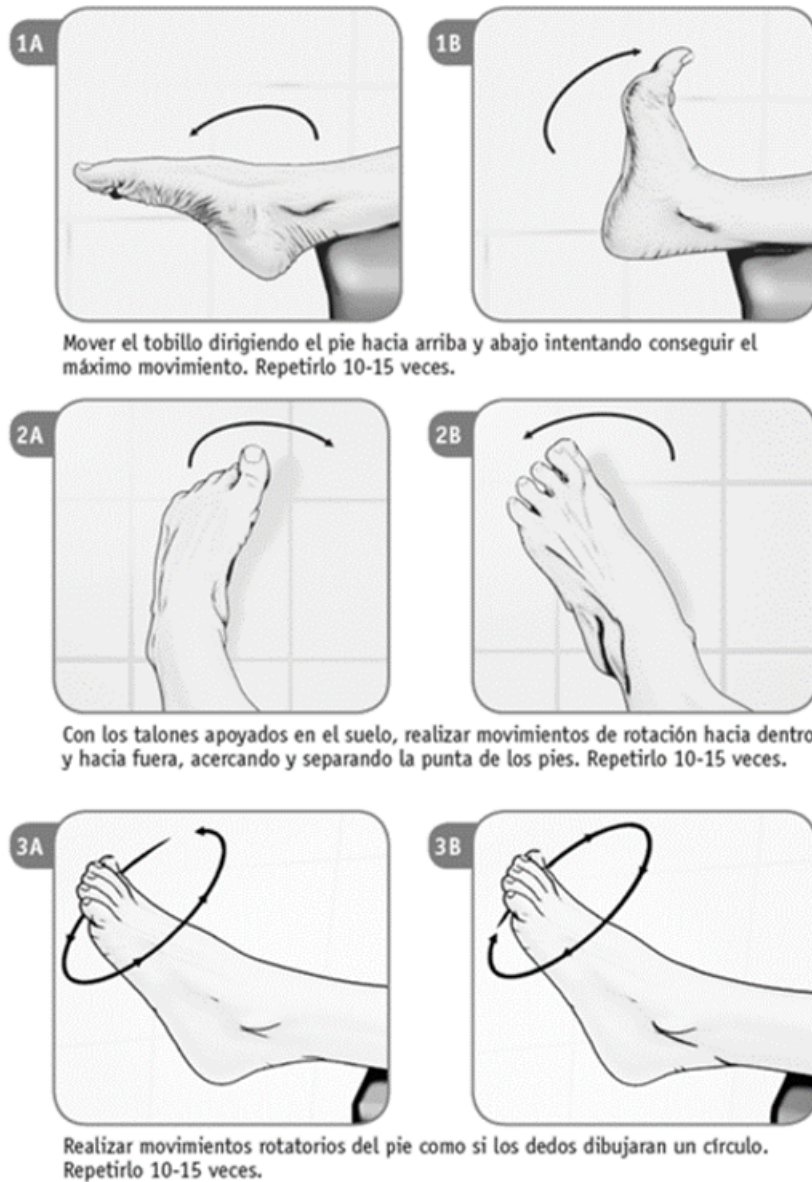 1A
1B
Mover el tobillo dirigiendo el pie hacia arriba y abajo intentando conseguir el
máximo movimiento. Repetirlo 10-15 veces.
2A
2B
Con los talones apoyados en el suelo, realizar movimientos de rotación hacia dentro
y hacia fuera, acercando y separando la punta de los pies. Repetirlo 10-15 veces.
3A
3B
Realizar movimientos rotatorios del pie como si los dedos dibujaran un círculo.
Repetirlo 10-15 veces.